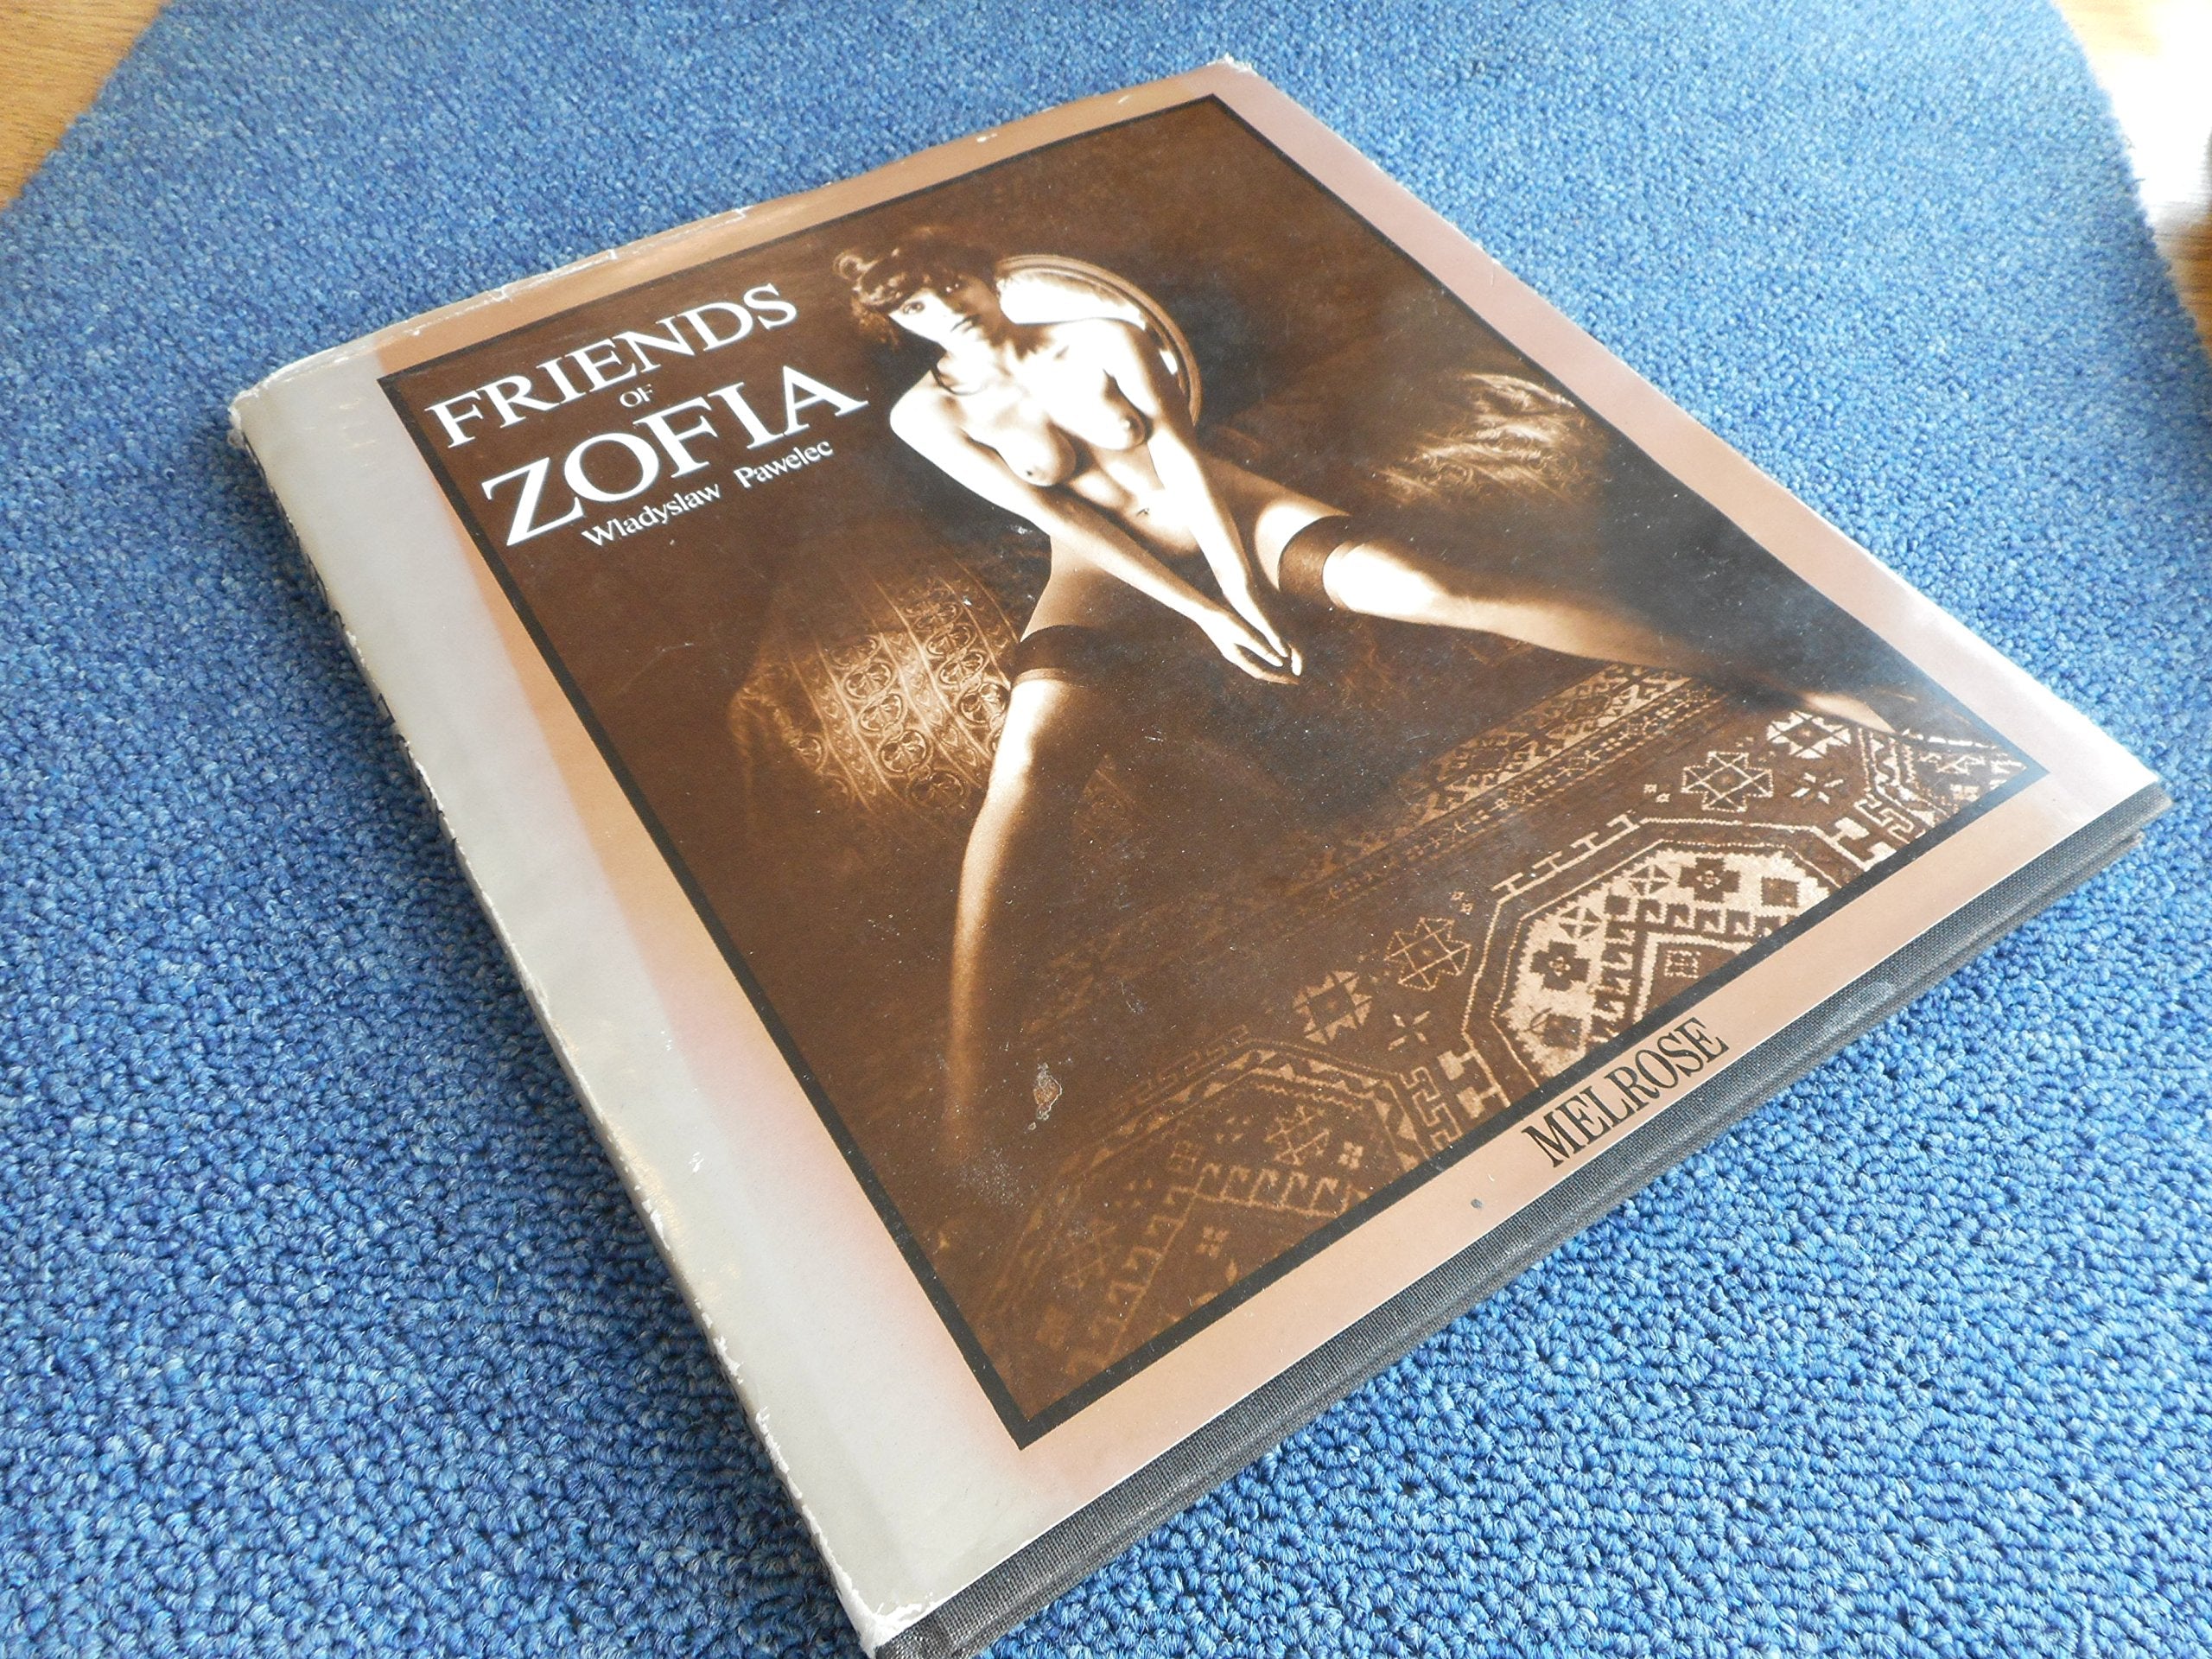 FRIENDS
OF
ZOFIA
Wladyslaw Pawelec
MELROSE